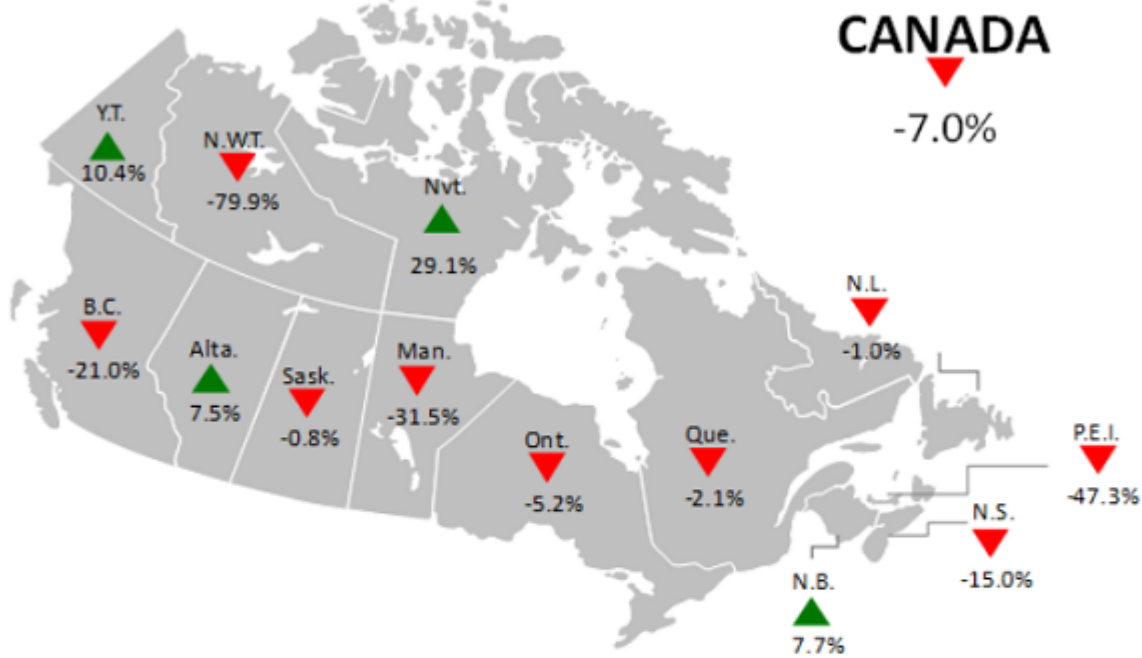 CANADA
-7.0%
Y.T.
10.4%
N.W.T.
-79.9%
Nvt.
29.1%
B.C.
-21.0%
Alta.
7.5%
Sask.
-0.8%
Man.
-31.5%
Ont.
-5.2%
Que.
-2.1%
N.L.
-1.0%
P.E.I.
-47.3%
N.S.
-15.0%
N.B.
7.7%